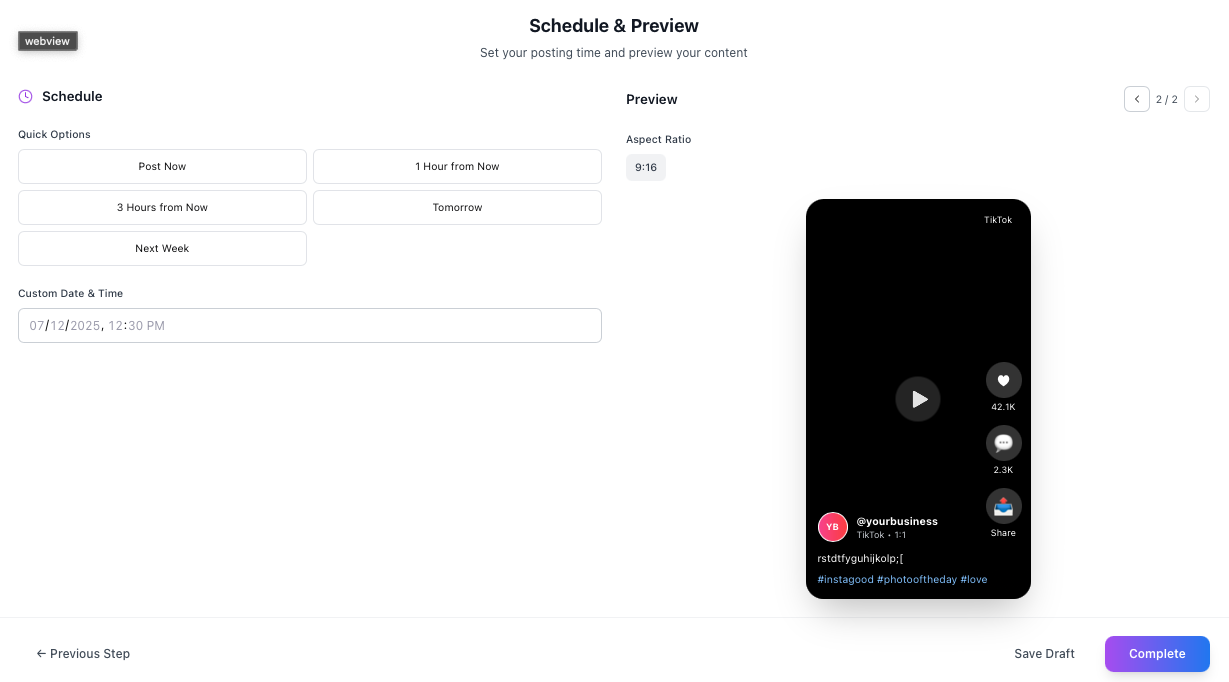 Schedule & Preview
webview
Set your posting time and preview your content
Schedule
Quick Options
Post Now
1 Hour from Now
3 Hours from Now
Tomorrow
Next Week
Custom Date & Time
07/12/2025, 12:30 PM
Preview
2 / 2
Aspect Ratio
9:16
TikTok
42.1K
2.3K
Share
YB
@yourbusiness
TikTok • 1:1
rstdtfyguhijkolp;[
#instagood #photooftheday #love
← Previous Step
Save Draft
Complete